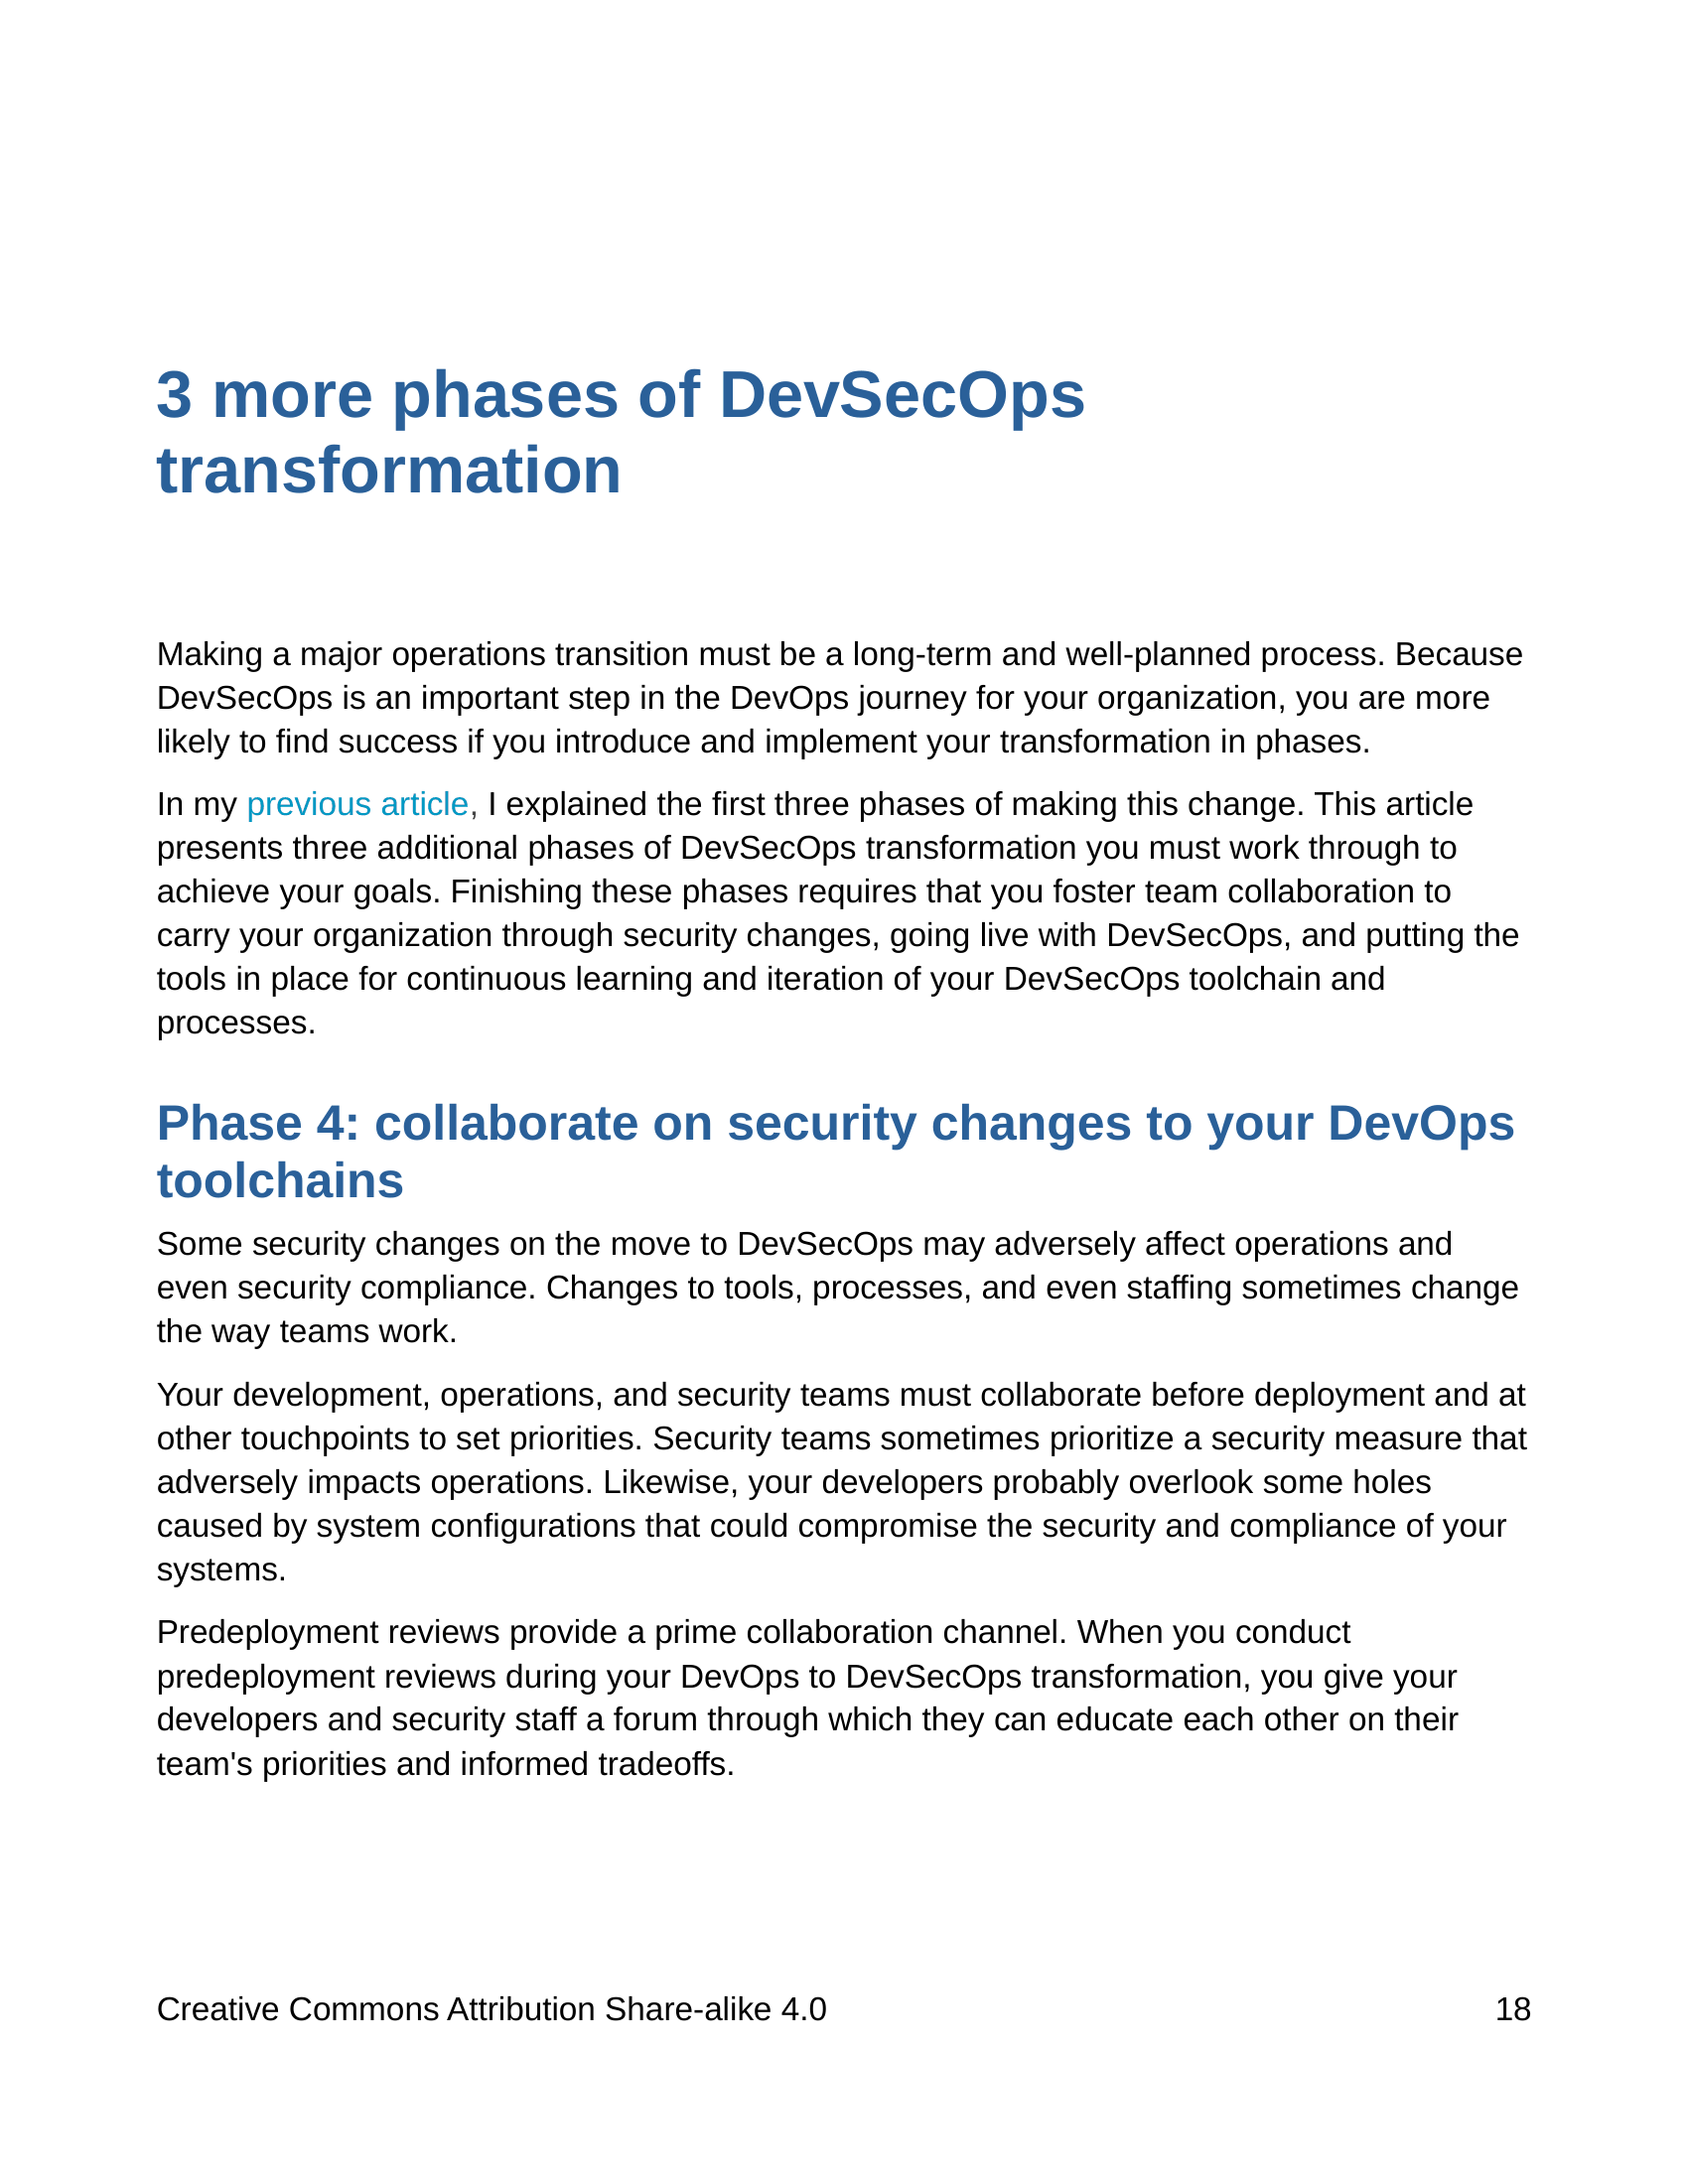 3 more phases of DevSecOps
transformation
Making a major operations transition must be a long-term and well-planned process. Because
DevSecOps is an important step in the DevOps journey for your organization, you are more
likely to find success if you introduce and implement your transformation in phases.
In my previous article, I explained the first three phases of making this change. This article
presents three additional phases of DevSecOps transformation you must work through to
achieve your goals. Finishing these phases requires that you foster team collaboration to
carry your organization through security changes, going live with DevSecOps, and putting the
tools in place for continuous learning and iteration of your DevSecOps toolchain and
processes.
Phase 4: collaborate on security changes to your DevOps
toolchains
Some security changes on the move to DevSecOps may adversely affect operations and
even security compliance. Changes to tools, processes, and even staffing sometimes change
the way teams work.
Your development, operations, and security teams must collaborate before deployment and at
other touchpoints to set priorities. Security teams sometimes prioritize a security measure that
adversely impacts operations. Likewise, your developers probably overlook some holes
caused by system configurations that could compromise the security and compliance of your
systems.
Predeployment reviews provide a prime collaboration channel. When you conduct
predeployment reviews during your DevOps to DevSecOps transformation, you give your
developers and security staff a forum through which they can educate each other on their
team's priorities and informed tradeoffs.
Creative Commons Attribution Share-alike 4.0 18